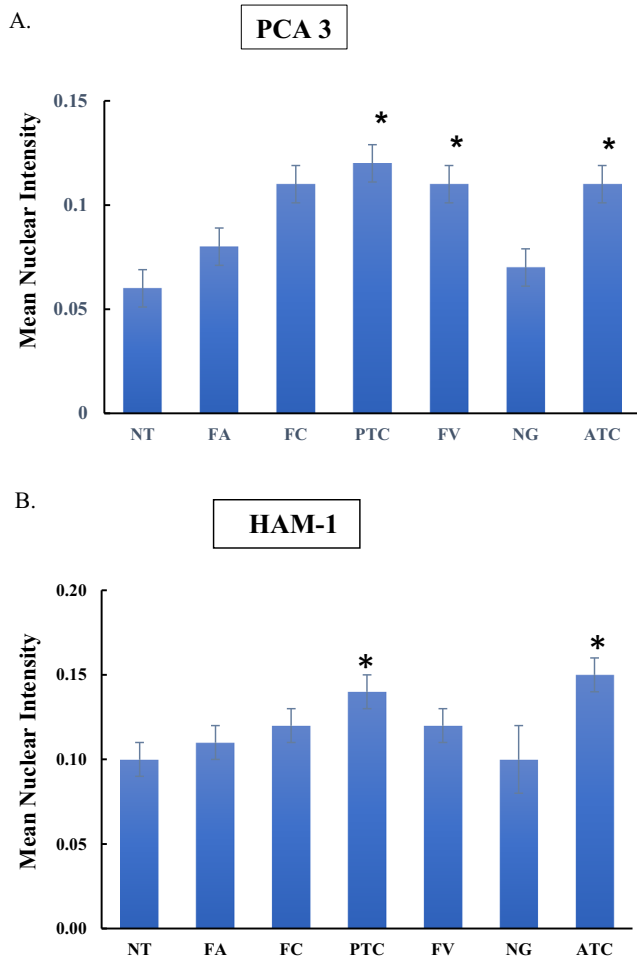 A.
PCA 3
Mean Nuclear Intensity
0.15
0.1
0.05
0
* * *
NT FA FC PTC FV NG ATC
B.
HAM-1
Mean Nuclear Intensity
0.20
0.15
0.10
0.05
0.00
* *
NT FA FC PTC FV NG ATC